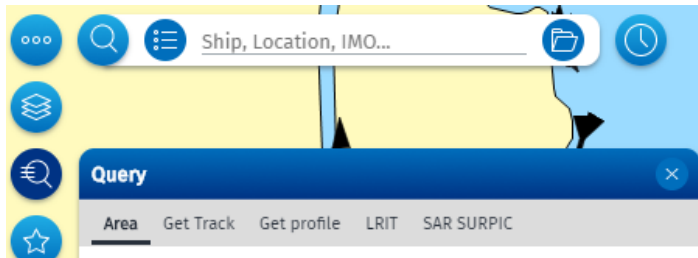 Ship, Location, IMO...
Query
Area Get Track Get profile LRIT SAR SURPIC